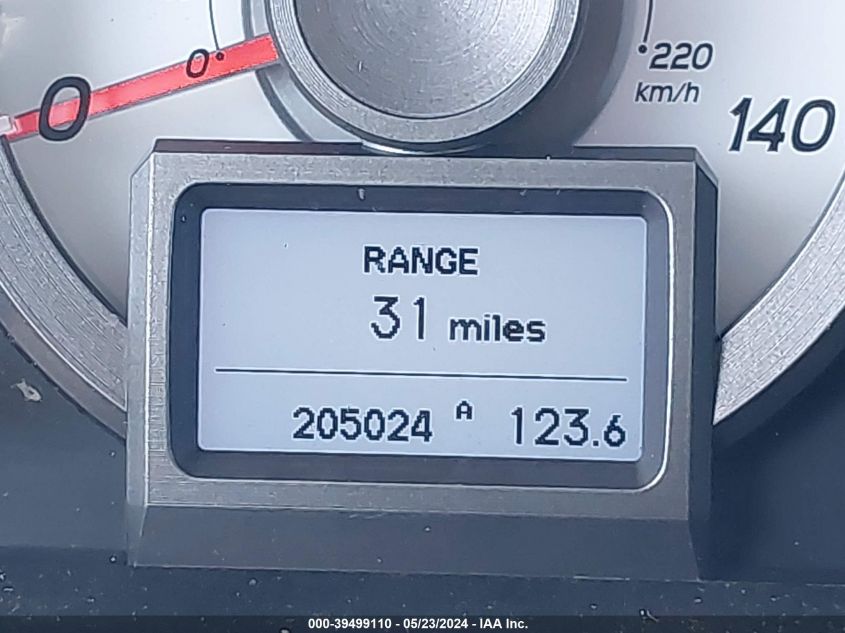 0
0
220
km/h
140
RANGE
31 miles
205024 A 123.6
000-39499110 - 05/23/2024 - IAA Inc.